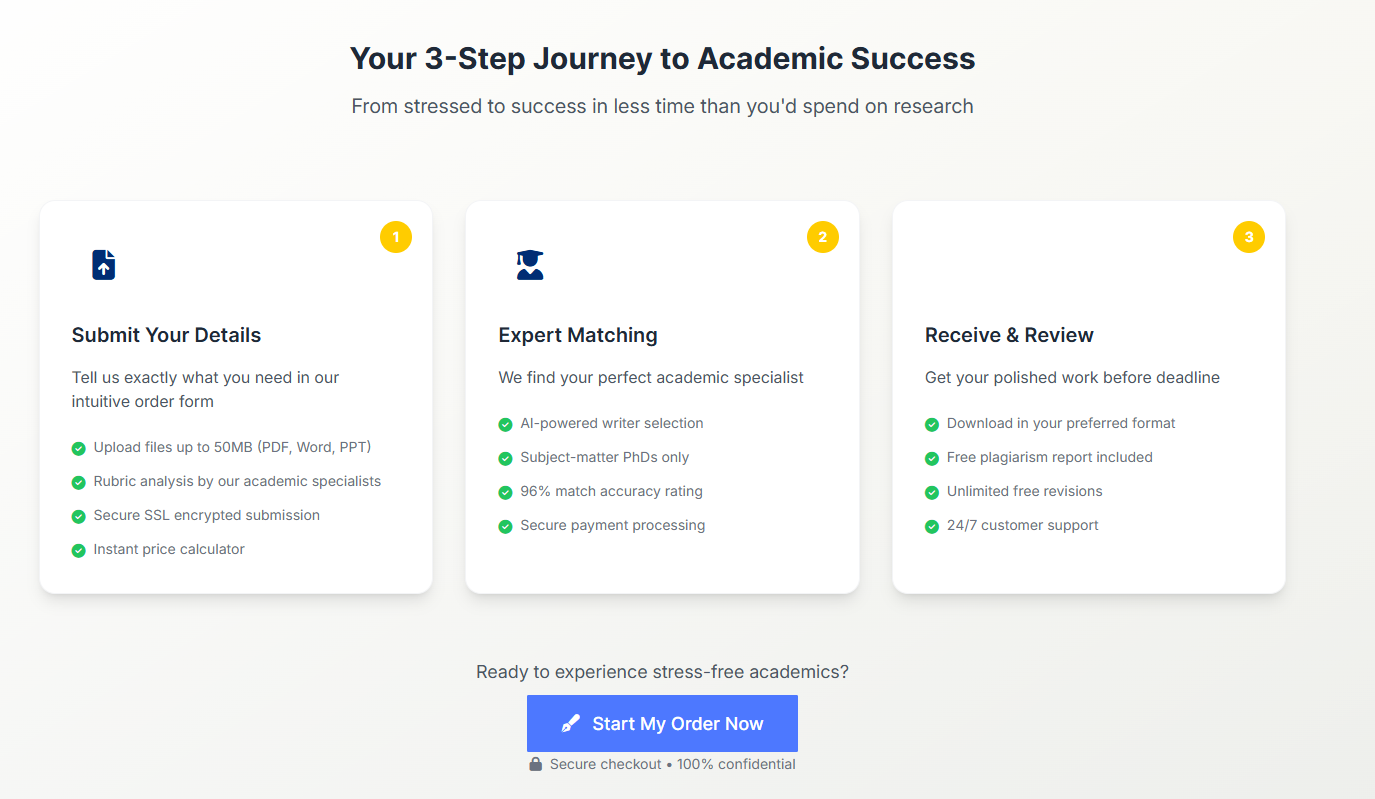 Your 3-Step Journey to Academic Success
From stressed to success in less time than you'd spend on research
1
Submit Your Details
Tell us exactly what you need in our
intuitive order form
Upload files up to 50MB (PDF, Word, PPT)
Rubric analysis by our academic specialists
Secure SSL encrypted submission
Instant price calculator
2
Expert Matching
We find your perfect academic specialist
AI-powered writer selection
Subject-matter PhDs only
96% match accuracy rating
Secure payment processing
3
Receive & Review
Get your polished work before deadline
Download in your preferred format
Free plagiarism report included
Unlimited free revisions
24/7 customer support
Ready to experience stress-free academics?
Start My Order Now
Secure checkout • 100% confidential